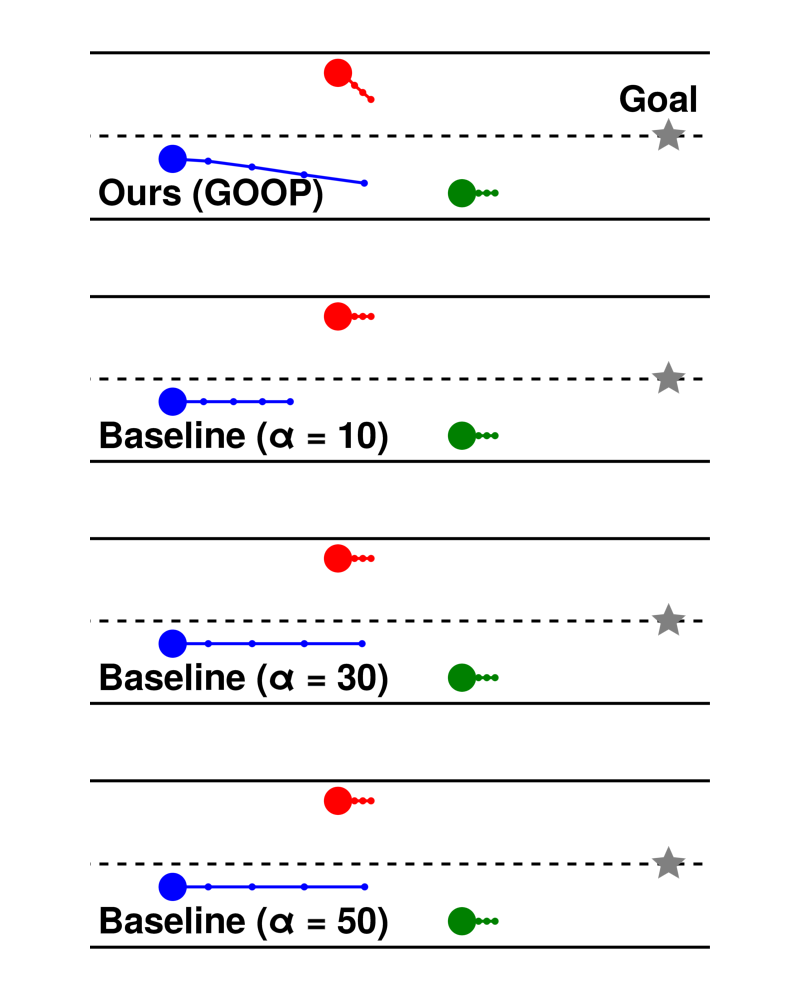 Goal
Ours (GOOP)
Baseline (α = 10)
Baseline (α = 30)
Baseline (α = 50)